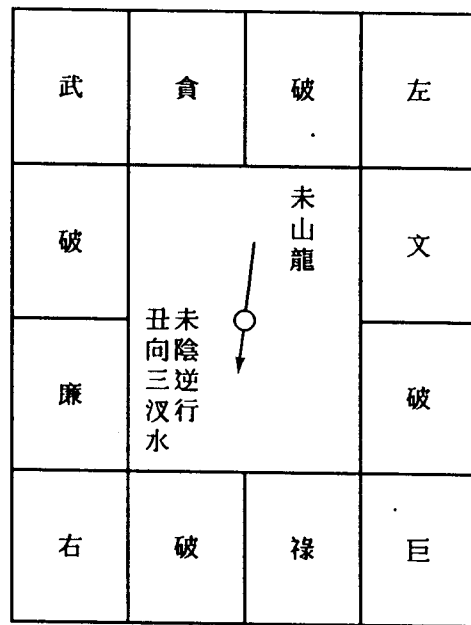 武 貪 破 左
破 文
廉 破
右 破 祿 巨
未山龍
未陰逆行
丑向三汊水